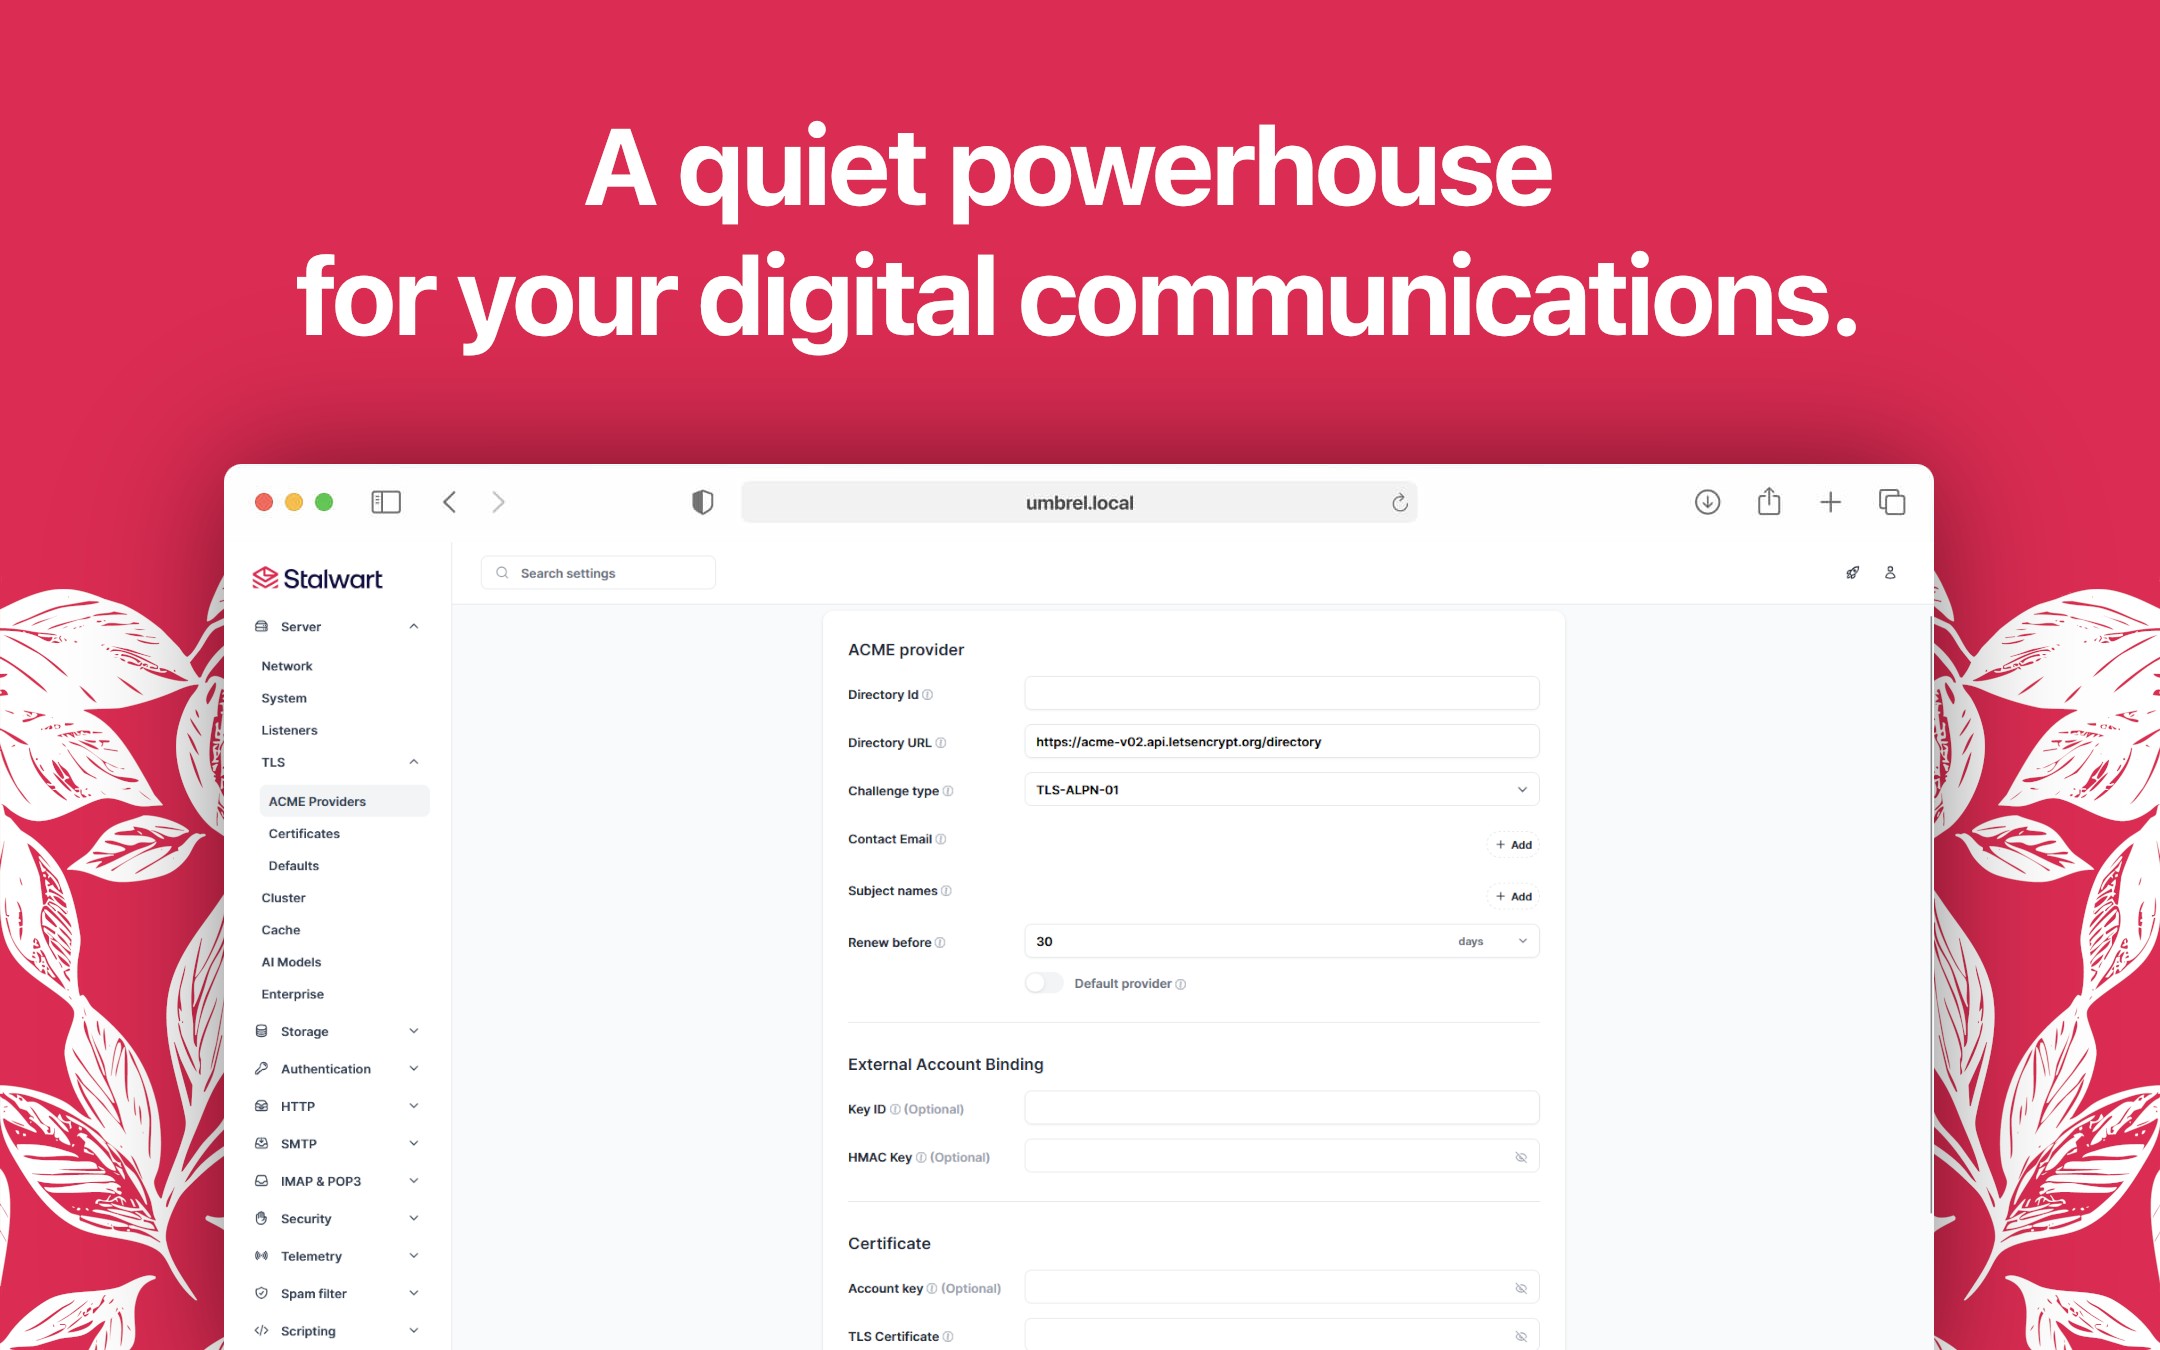 A quiet powerhouse
for your digital communications.
umbrel.local
Stalwart
Search settings
Server
Network
System
Listeners
TLS
ACME Providers
Certificates
Defaults
Cluster
Cache
AI Models
Enterprise
Storage
Authentication
HTTP
SMTP
IMAP & POP3
Security
Telemetry
Spam filter
Scripting
ACME provider
Directory Id
Directory URL https://acme-v02.api.letsencrypt.org/directory
Challenge type TLS-ALPN-01
Contact Email + Add
Subject names + Add
Renew before 30 days
Default provider
External Account Binding
Key ID (Optional)
HMAC Key (Optional)
Certificate
Account key (Optional)
TLS Certificate